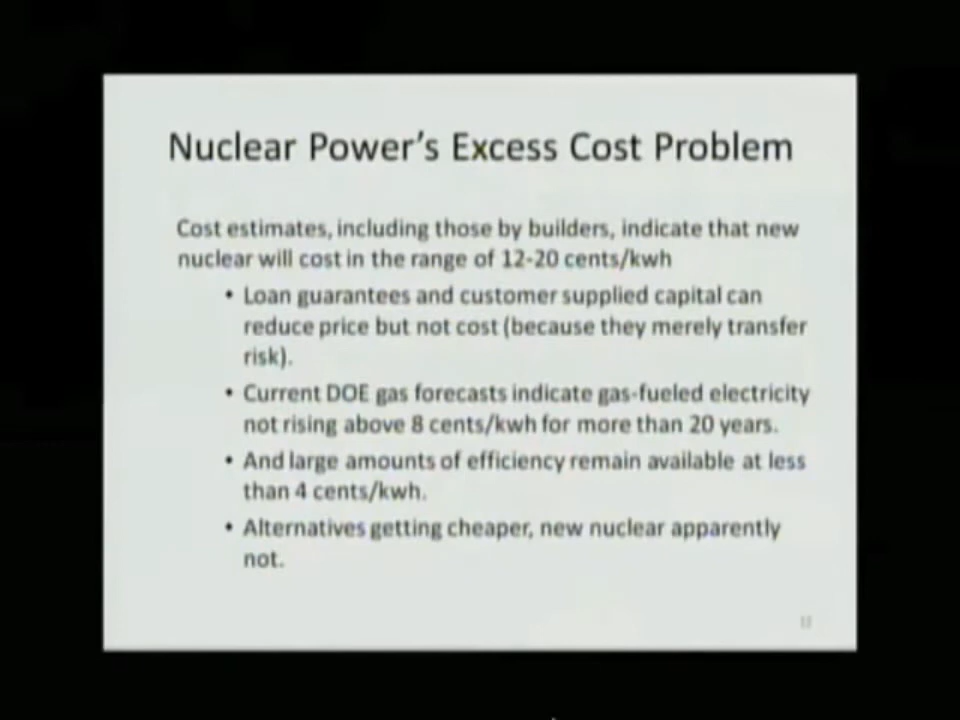 Nuclear Power's Excess Cost Problem
Cost estimates, including those by builders, indicate that new
nuclear will cost in the range of 12-20 cents/kwh
• Loan guarantees and customer supplied capital can
reduce price but not cost (because they merely transfer
risk).
• Current DOE gas forecasts indicate gas-fueled electricity
not rising above 8 cents/kwh for more than 20 years.
• And large amounts of efficiency remain available at less
than 4 cents/kwh.
• Alternatives getting cheaper, new nuclear apparently
not.